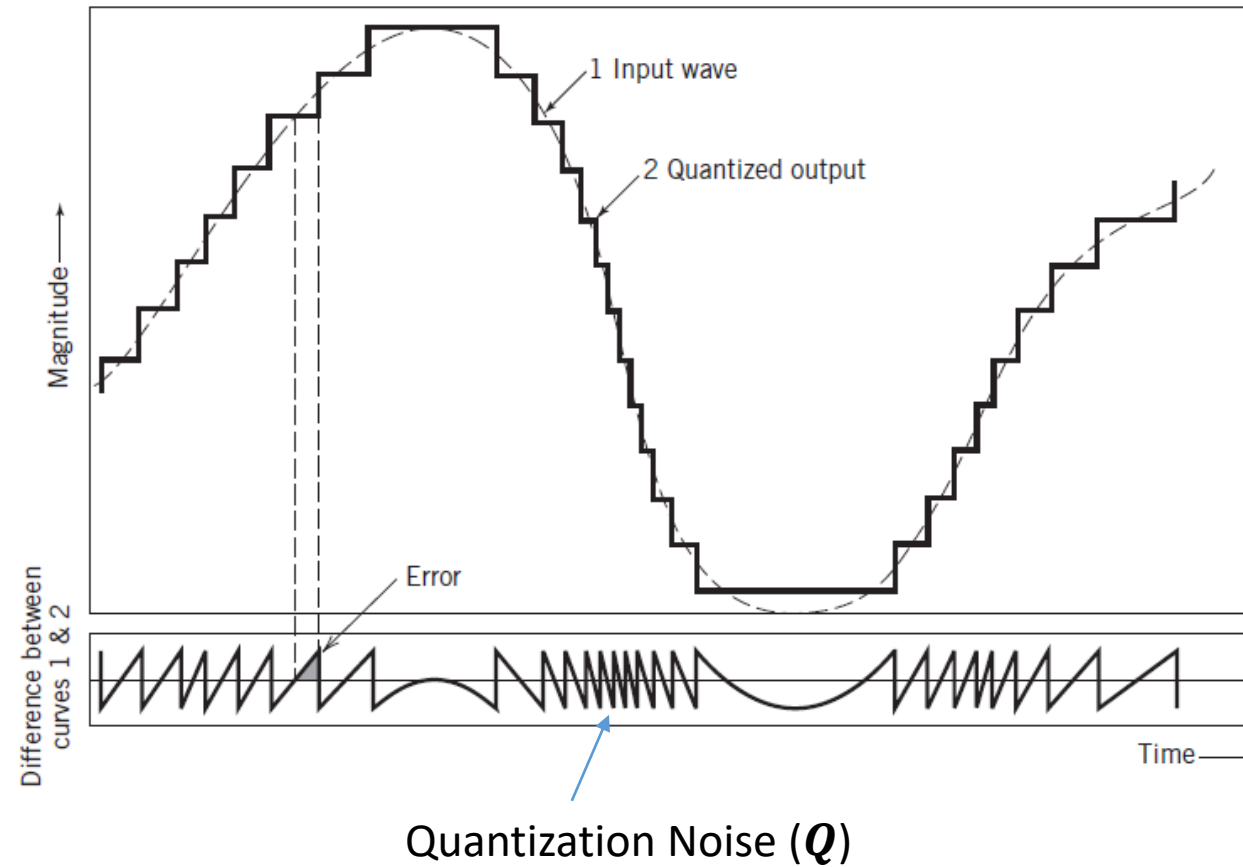 1 Input wave
2 Quantized output
Magnitude
Error
Difference between
curves 1 & 2
Time
Quantization Noise (Q)